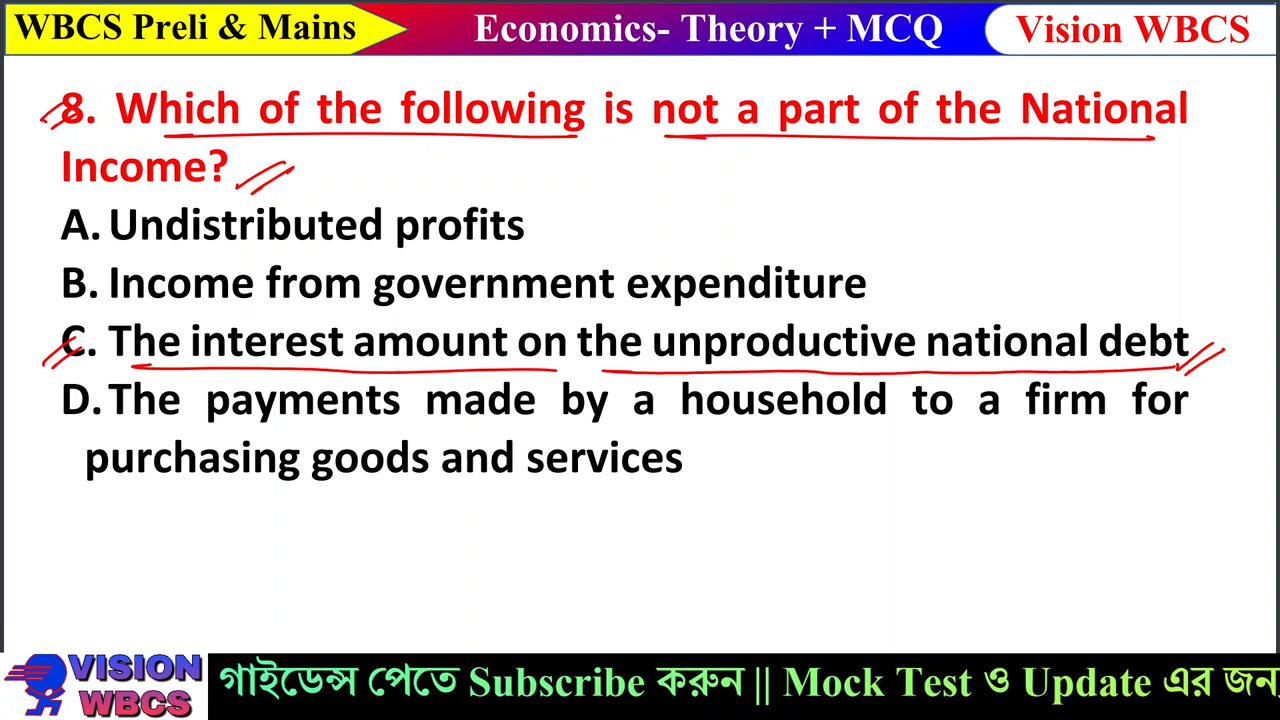 WBCS Preli & Mains
Economics- Theory + MCQ
Vision WBCS
8. Which of the following is not a part of the National
Income?
A. Undistributed profits
B. Income from government expenditure
C. The interest amount on the unproductive national debt
D. The payments made by a household to a firm for
purchasing goods and services
VISION
WBCS
গাইডেন্স পেতে Subscribe করুন || Mock Test ও Update এর জন্য